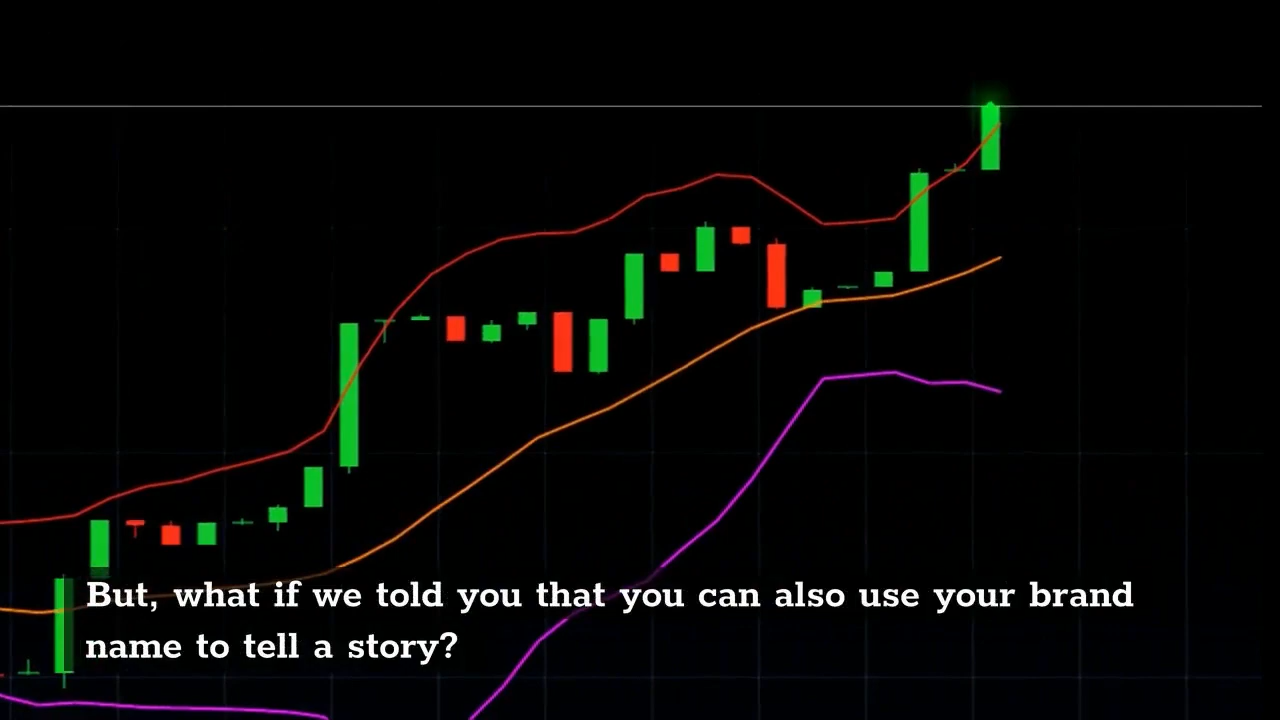 But, what if we told you that you can also use your brand
name to tell a story?